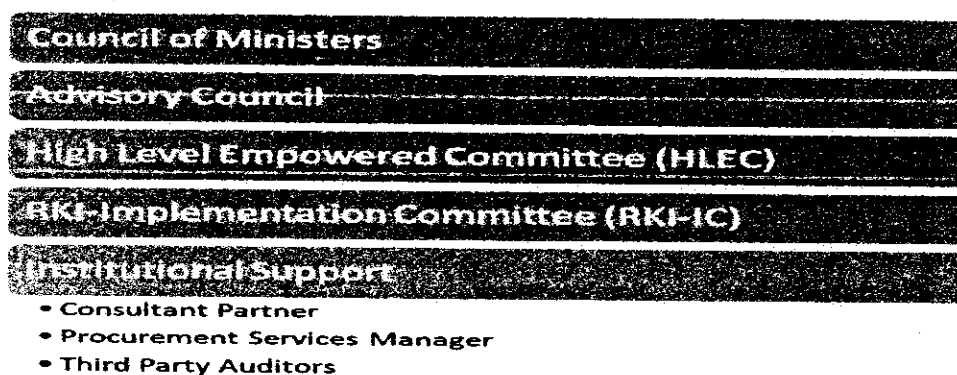 Council of Ministers
Advisory Council
High Level Empowered Committee (HLEC)
RKI-Implementation Committee (RKI-IC)
Institutional Support
• Consultant Partner
• Procurement Services Manager
• Third Party Auditors